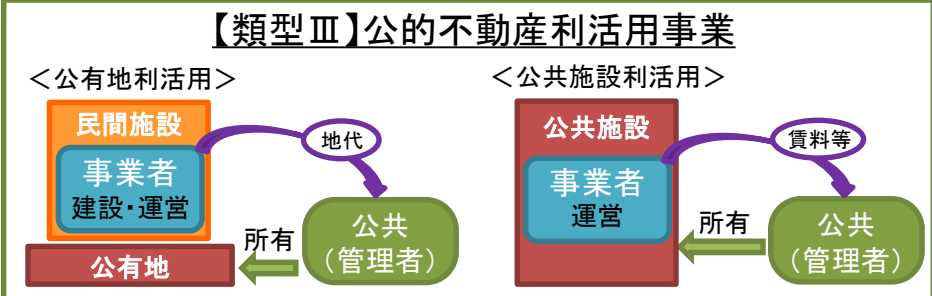 【類型Ⅲ】公的不動産利活用事業
＜公有地利活用＞
民間施設
事業者
建設・運営
地代
公共
（管理者）
所有
公有地
＜公共施設利活用＞
公共施設
事業者
運営
賃料等
公共
（管理者）
所有